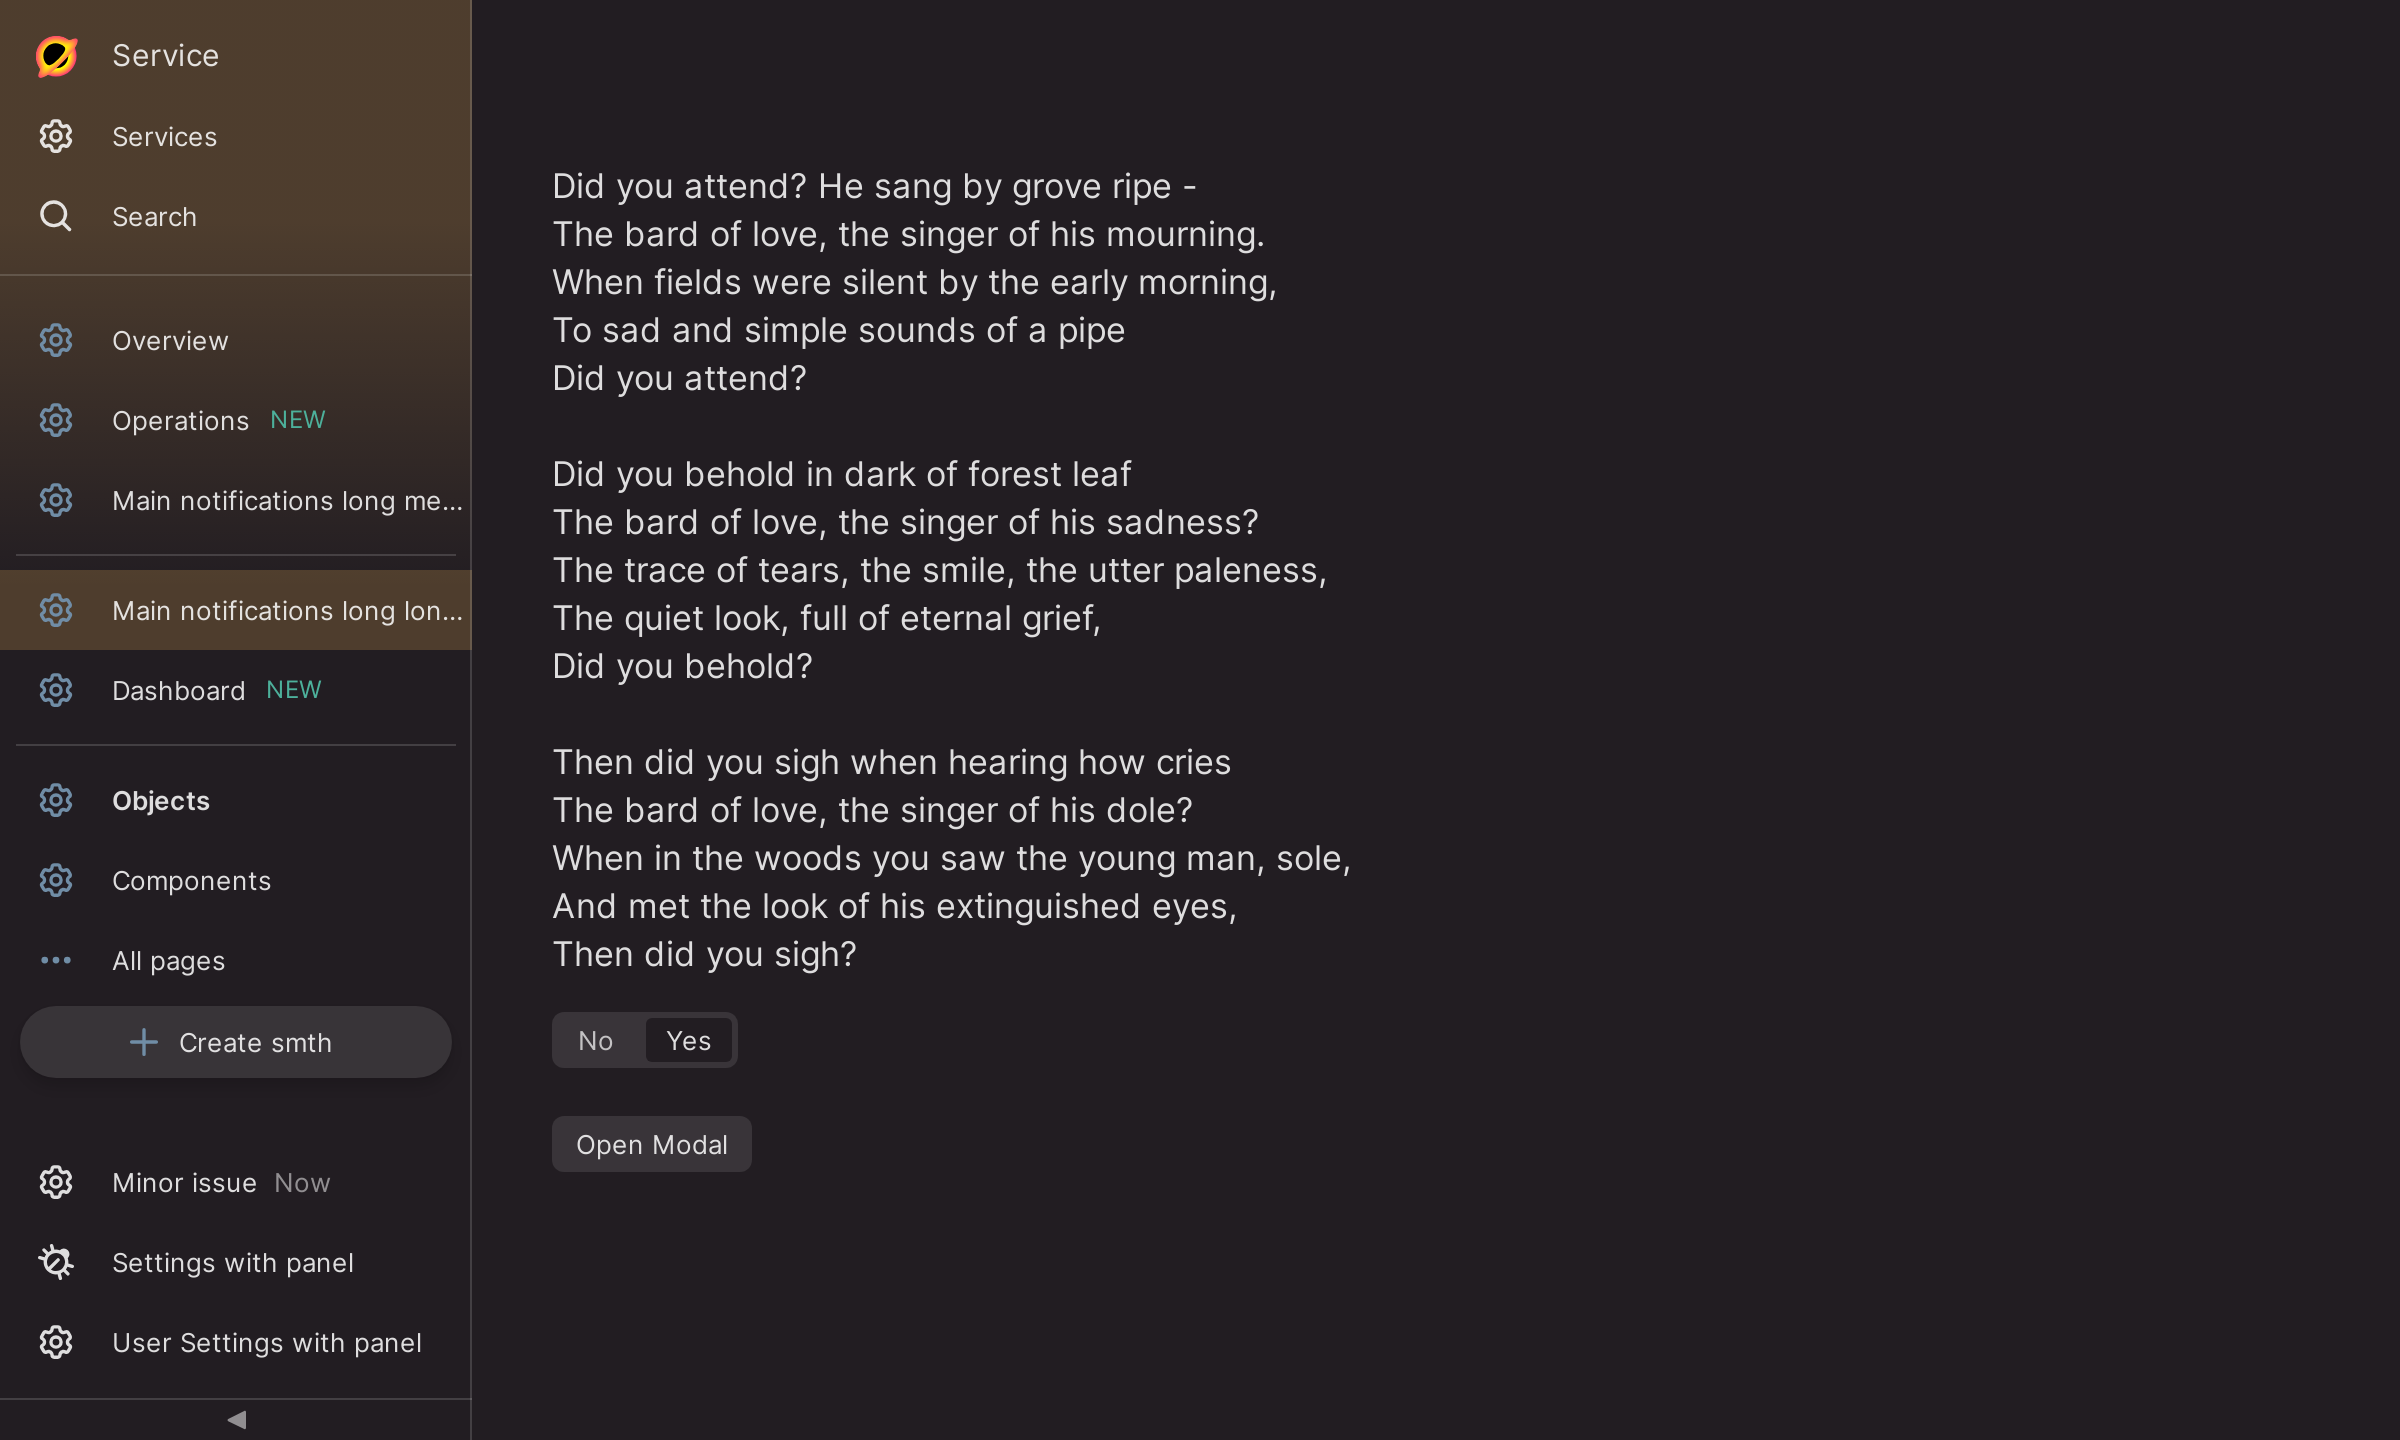 Service
Services
Search
Overview
Operations NEW
Main notifications long me...
Main notifications long lon...
Dashboard NEW
Objects
Components
All pages
Create smth
Minor issue Now
Settings with panel
User Settings with panel
Did you attend? He sang by grove ripe -
The bard of love, the singer of his mourning.
When fields were silent by the early morning,
To sad and simple sounds of a pipe
Did you attend?
Did you behold in dark of forest leaf
The bard of love, the singer of his sadness?
The trace of tears, the smile, the utter paleness,
The quiet look, full of eternal grief,
Did you behold?
Then did you sigh when hearing how cries
The bard of love, the singer of his dole?
When in the woods you saw the young man, sole,
And met the look of his extinguished eyes,
Then did you sigh?
No Yes
Open Modal